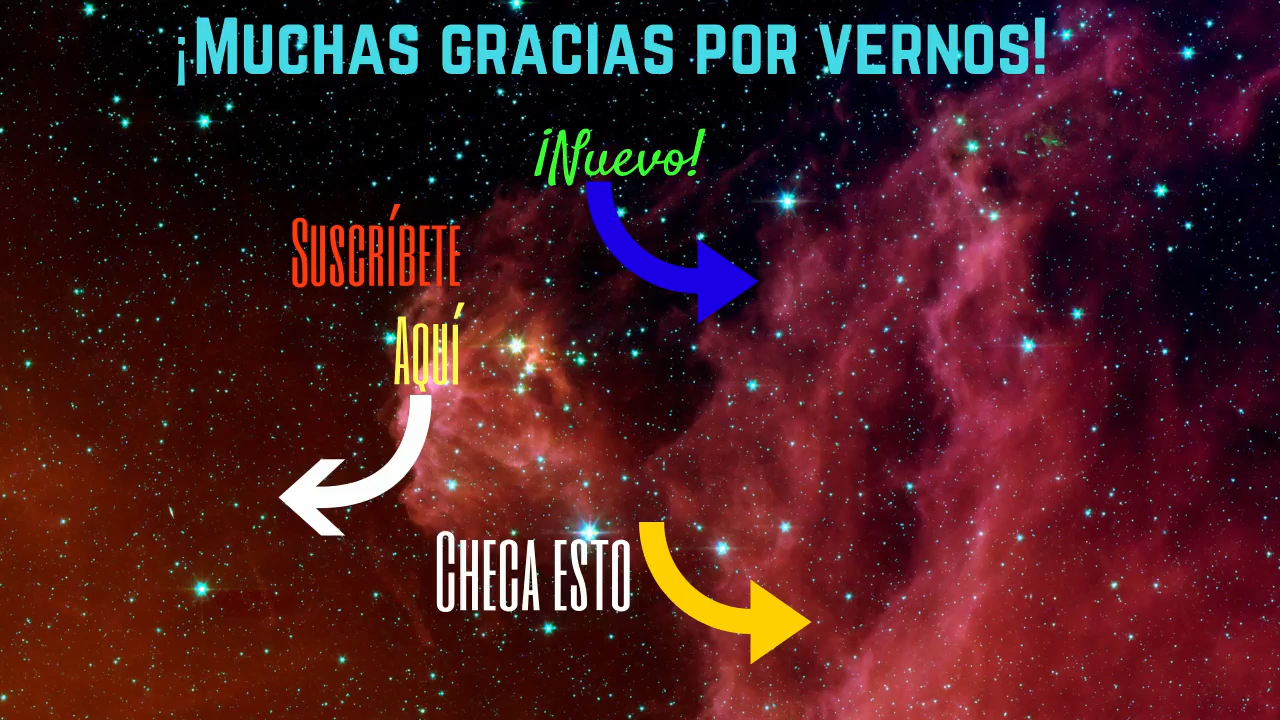 ¡MUCHAS GRACIAS POR VERNOS!
¡Nuevo!
SUSCRÍBETE
AQUÍ
CHECA ESTO